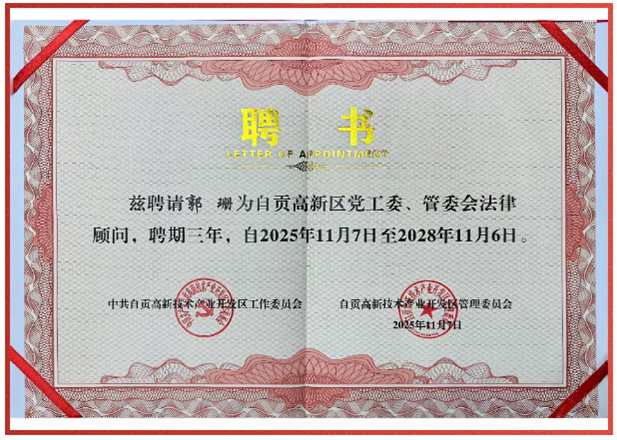 聘 书
LETTER OF APPOINTMENT
兹聘请郭 珊为自贡高新区党工委、管委会法律
顾问，聘期三年，自2025年11月7日至2028年11月6日。
中共自贡高新技术产业开发区工作委员会
自贡高新技术产业开发区管理委员会
2025年11月7日